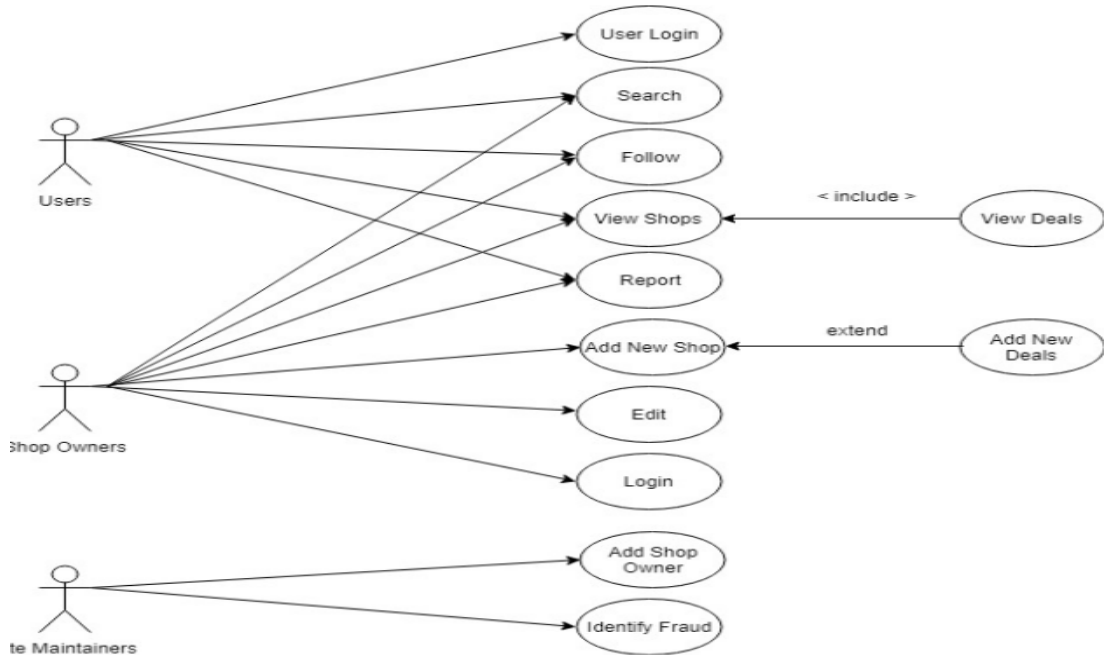 User Login
Search
Follow
Users
View Shops
< include >
View Deals
Report
Add New Shop
extend
Add New
Deals
Edit
Shop Owners
Login
Add Shop
Owner
Identify Fraud
te Maintainers